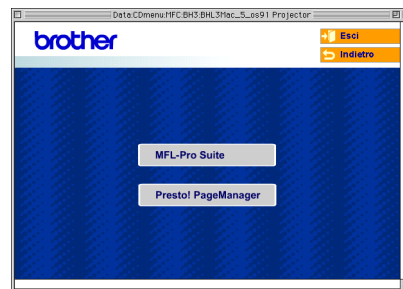 Data:CDmenu:MFC:BH3:BHL3Mac_5_os91 Projector
brother
Esci
Indietro
MFL-Pro Suite
Presto! PageManager